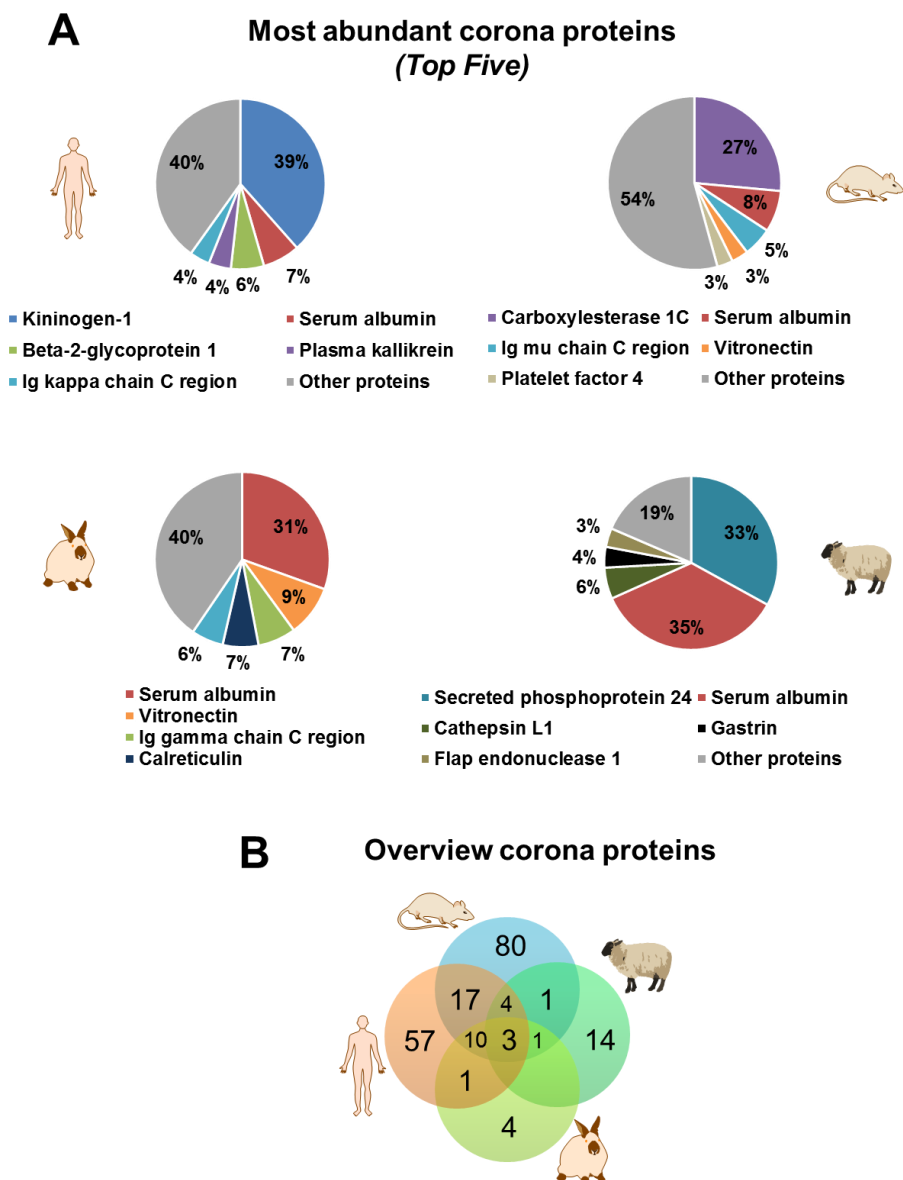 A
Most abundant corona proteins
(Top Five)
40%
39%
4%
4%
6%
7%
Kininogen-1
Serum albumin
Beta-2-glycoprotein 1
Plasma kallikrein
Ig kappa chain C region
Other proteins
27%
54%
8%
5%
3%
3%
Carboxylesterase 1C
Serum albumin
Ig mu chain C region
Vitronectin
Platelet factor 4
Other proteins
40%
31%
9%
6%
7%
7%
Serum albumin
Vitronectin
Ig gamma chain C region
Calreticulin
19%
33%
3%
4%
6%
35%
Secreted phosphoprotein 24
Serum albumin
Cathepsin L1
Gastrin
Flap endonuclease 1
Other proteins
B
Overview corona proteins
80
17
4
1
57
10
3
1
14
1
4